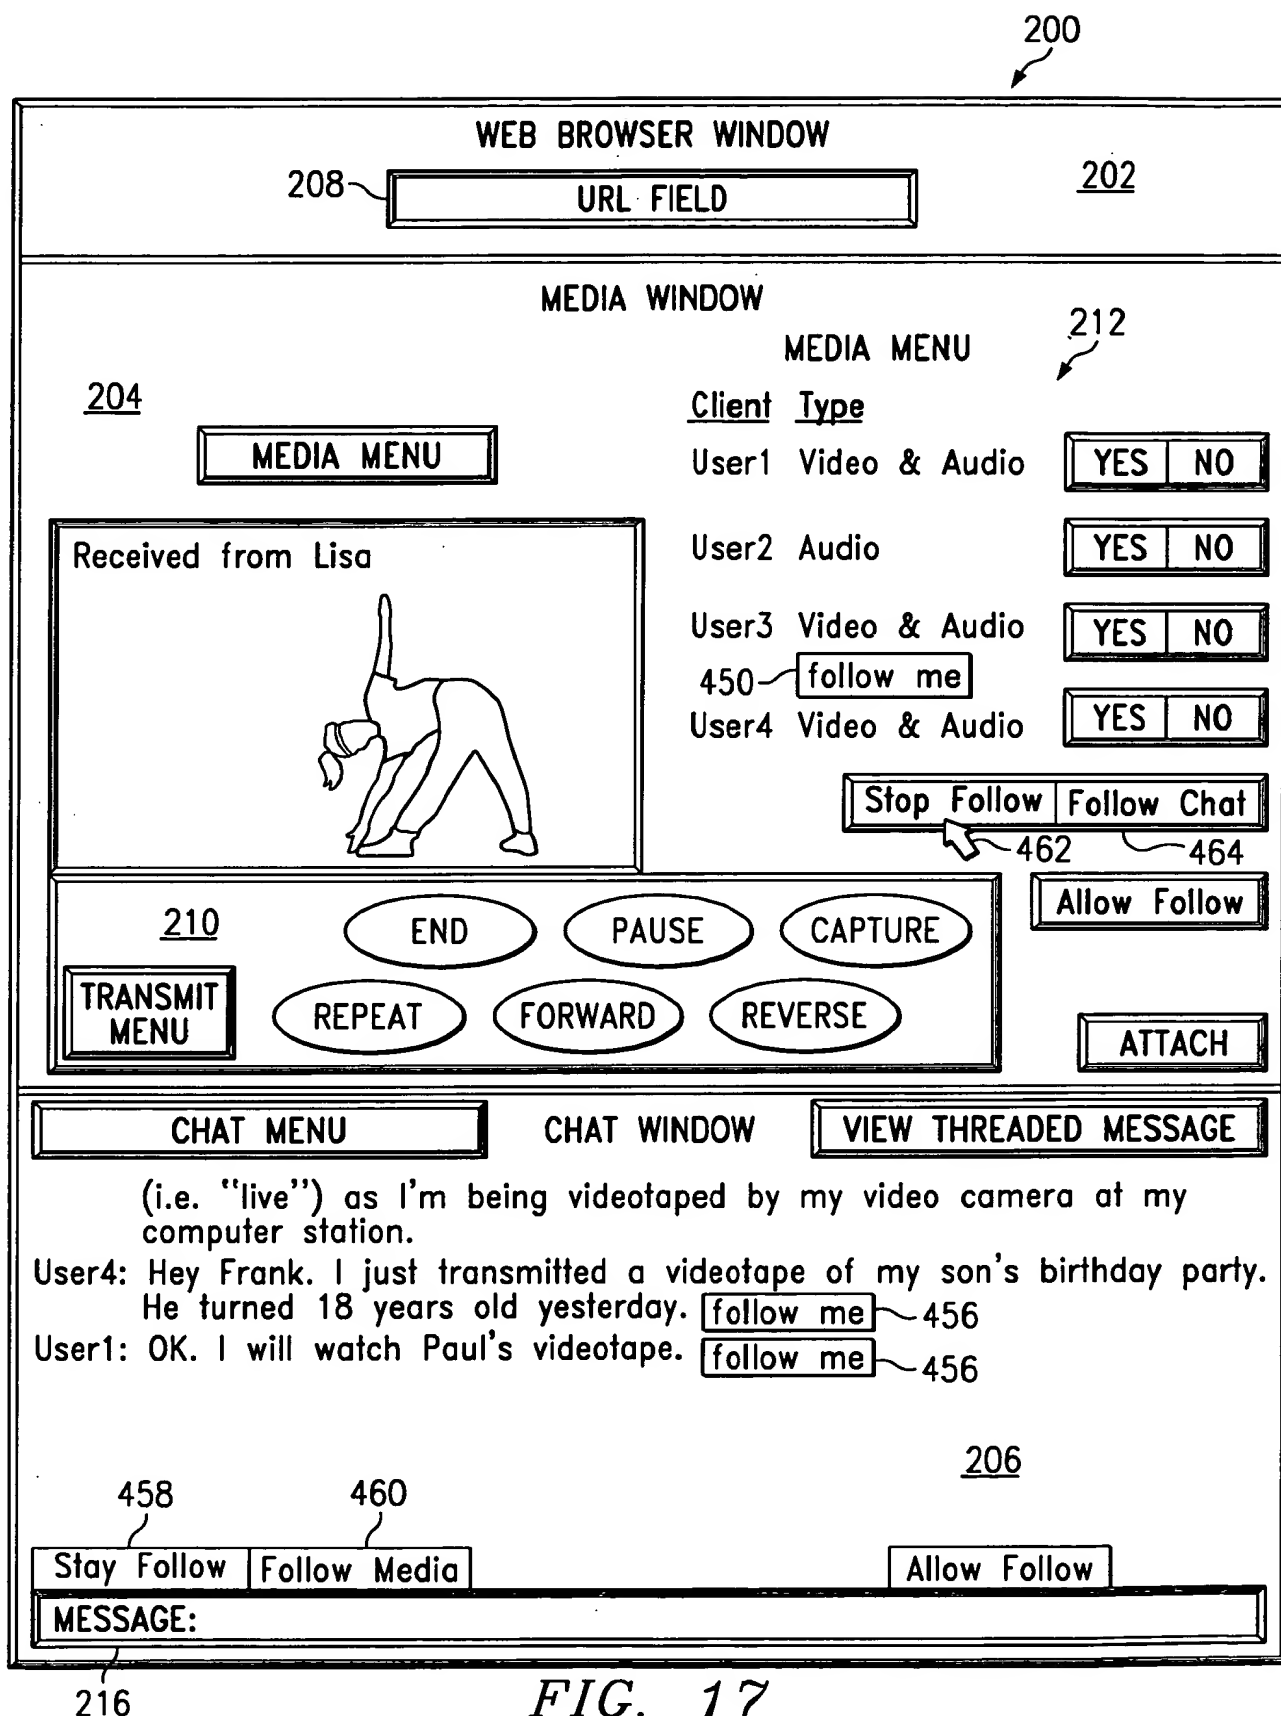 200
WEB BROWSER WINDOW
202
208
URL FIELD
MEDIA WINDOW
212
MEDIA MENU
204
Client Type
MEDIA MENU
User1 Video & Audio YES NO
Received from Lisa
User2 Audio YES NO
User3 Video & Audio YES NO
450 follow me
User4 Video & Audio YES NO
Stop Follow Follow Chat
462 464
210
END PAUSE CAPTURE
Allow Follow
TRANSMIT
MENU
REPEAT FORWARD REVERSE
ATTACH
CHAT MENU CHAT WINDOW VIEW THREADED MESSAGE
(i.e. "live") as I'm being videotaped by my video camera at my
computer station.
User4: Hey Frank. I just transmitted a videotape of my son's birthday party.
He turned 18 years old yesterday. follow me 456
User1: OK. I will watch Paul's videotape. follow me 456
206
458 460
Stay Follow Follow Media Allow Follow
MESSAGE:
216
FIG. 17